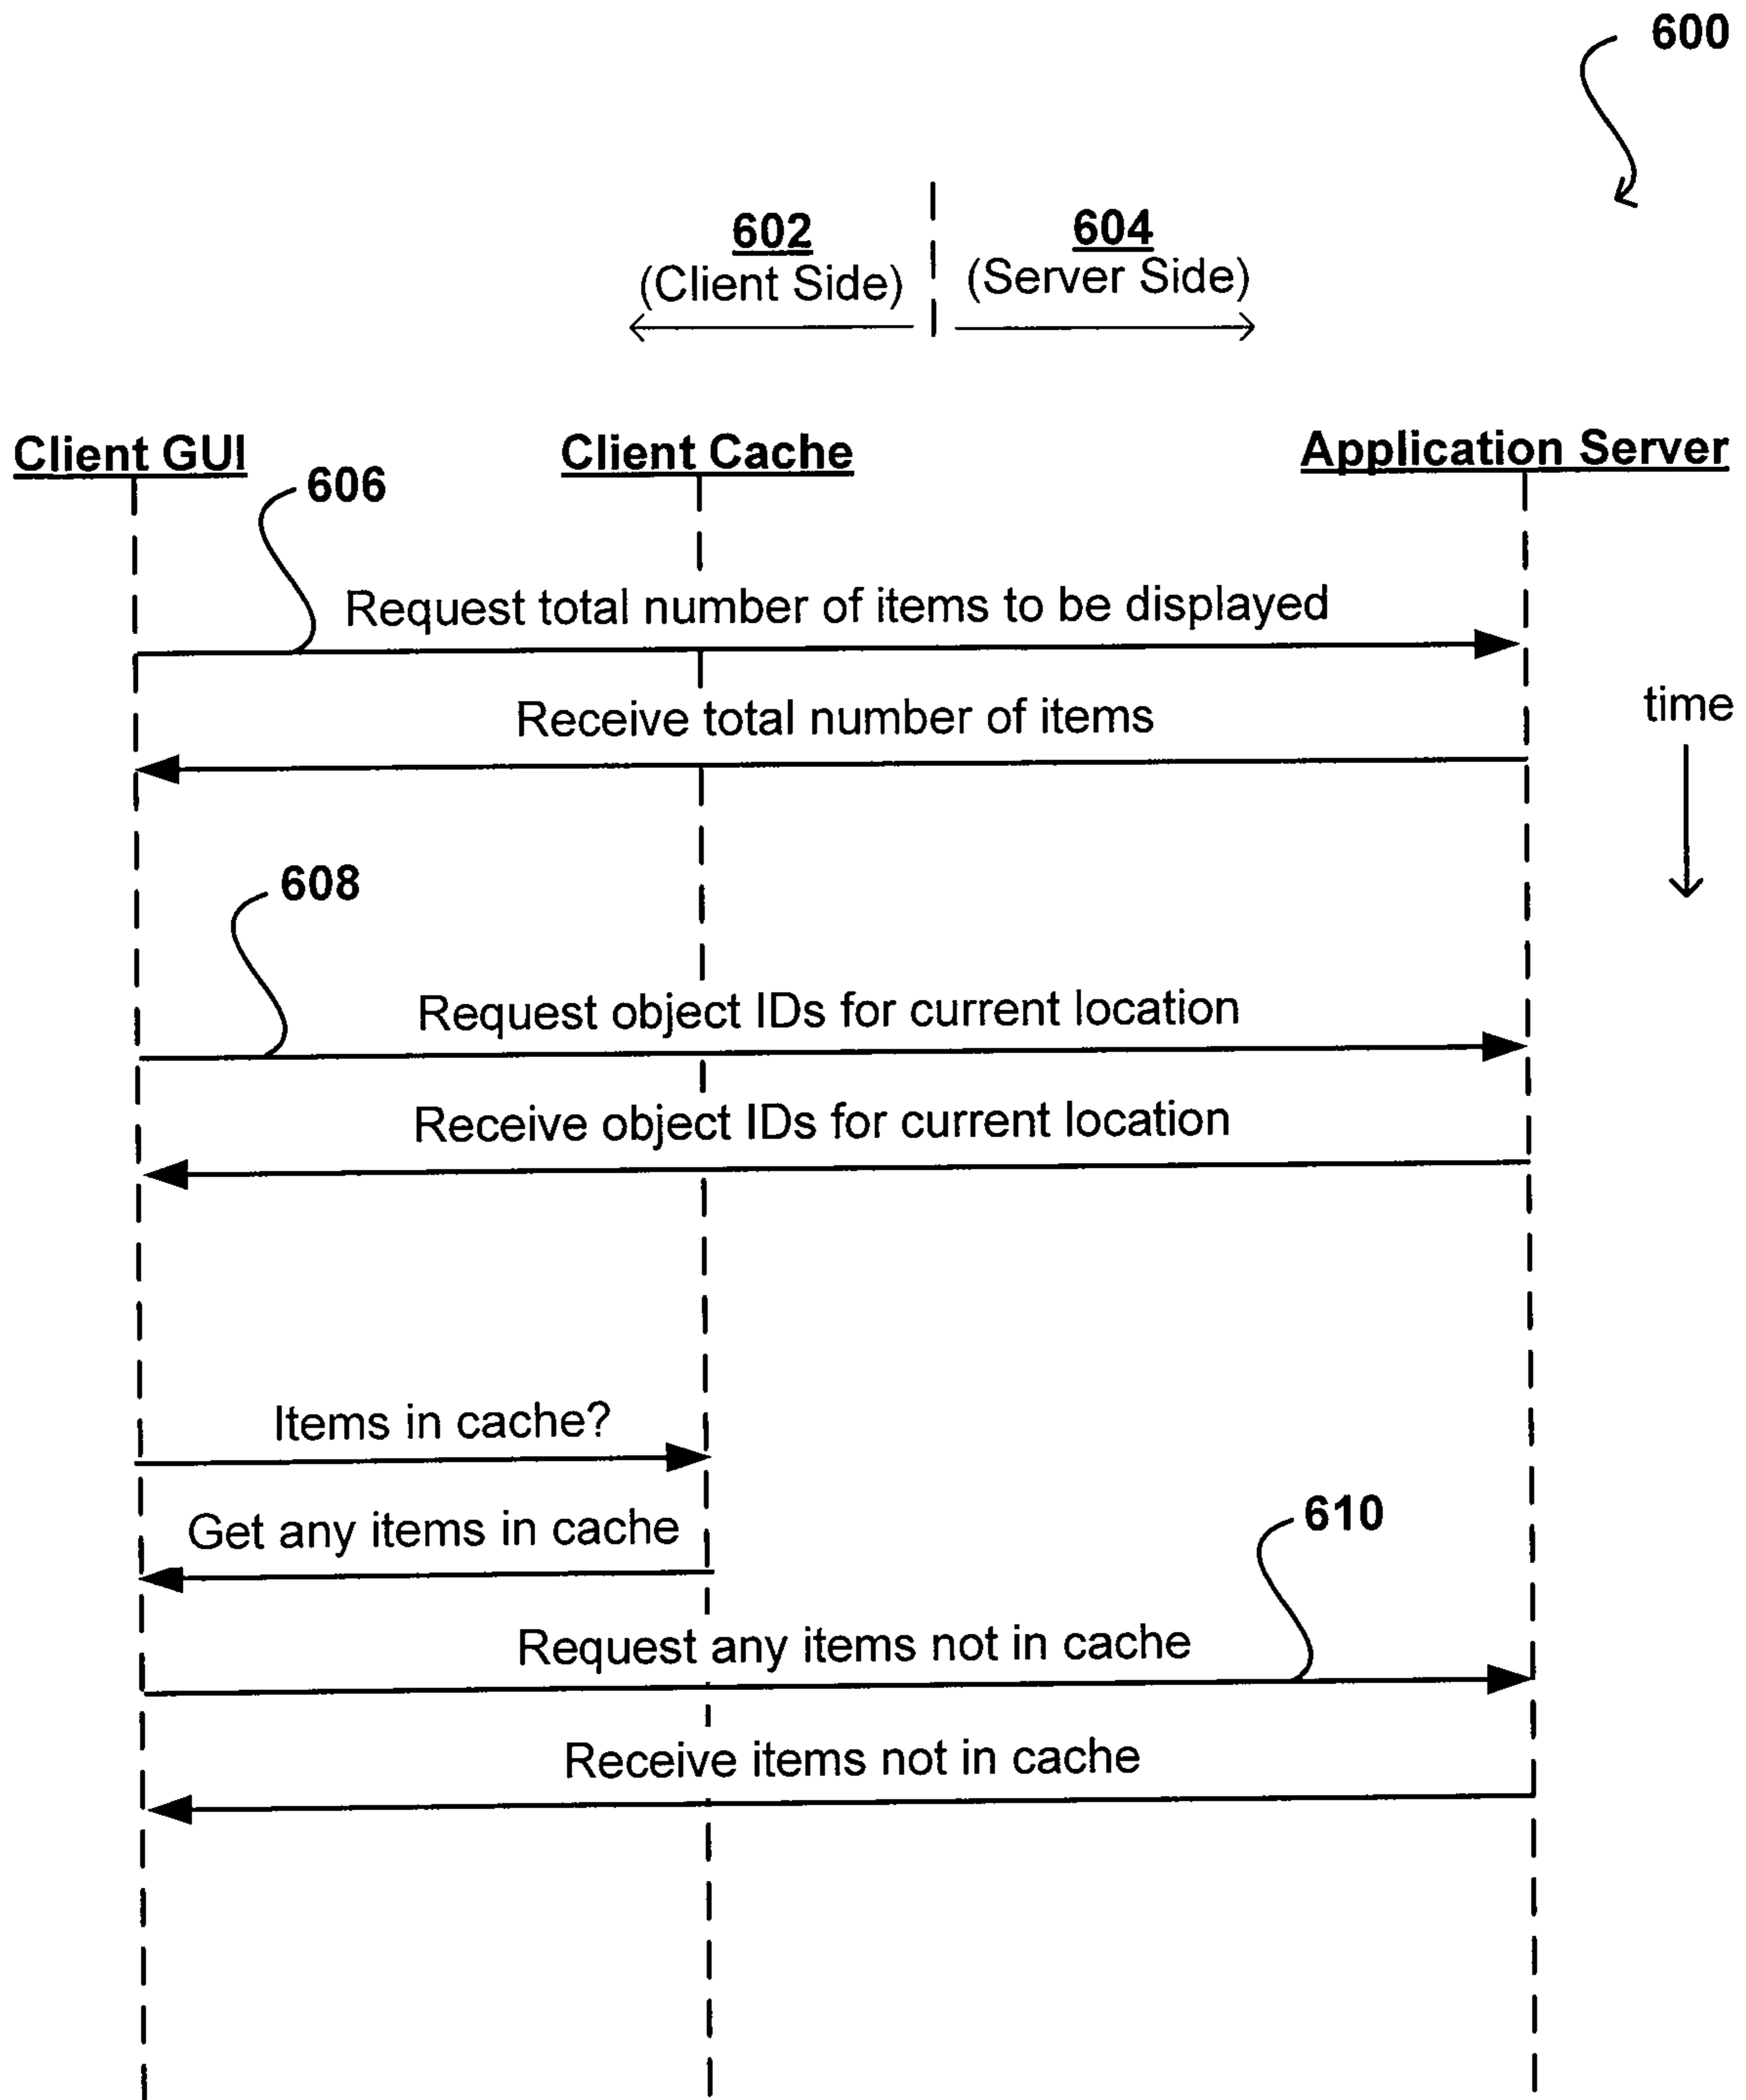 600
602
(Client Side)
604
(Server Side)
Client GUI
Client Cache
Application Server
606
Request total number of items to be displayed
Receive total number of items
time
608
Request object IDs for current location
Receive object IDs for current location
Items in cache?
Get any items in cache
610
Request any items not in cache
Receive items not in cache